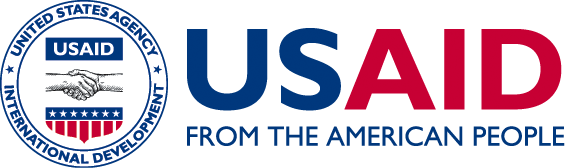 UNITED STATES AGENCY
USAID
INTERNATIONAL DEVELOPMENT
USAID
FROM THE AMERICAN PEOPLE